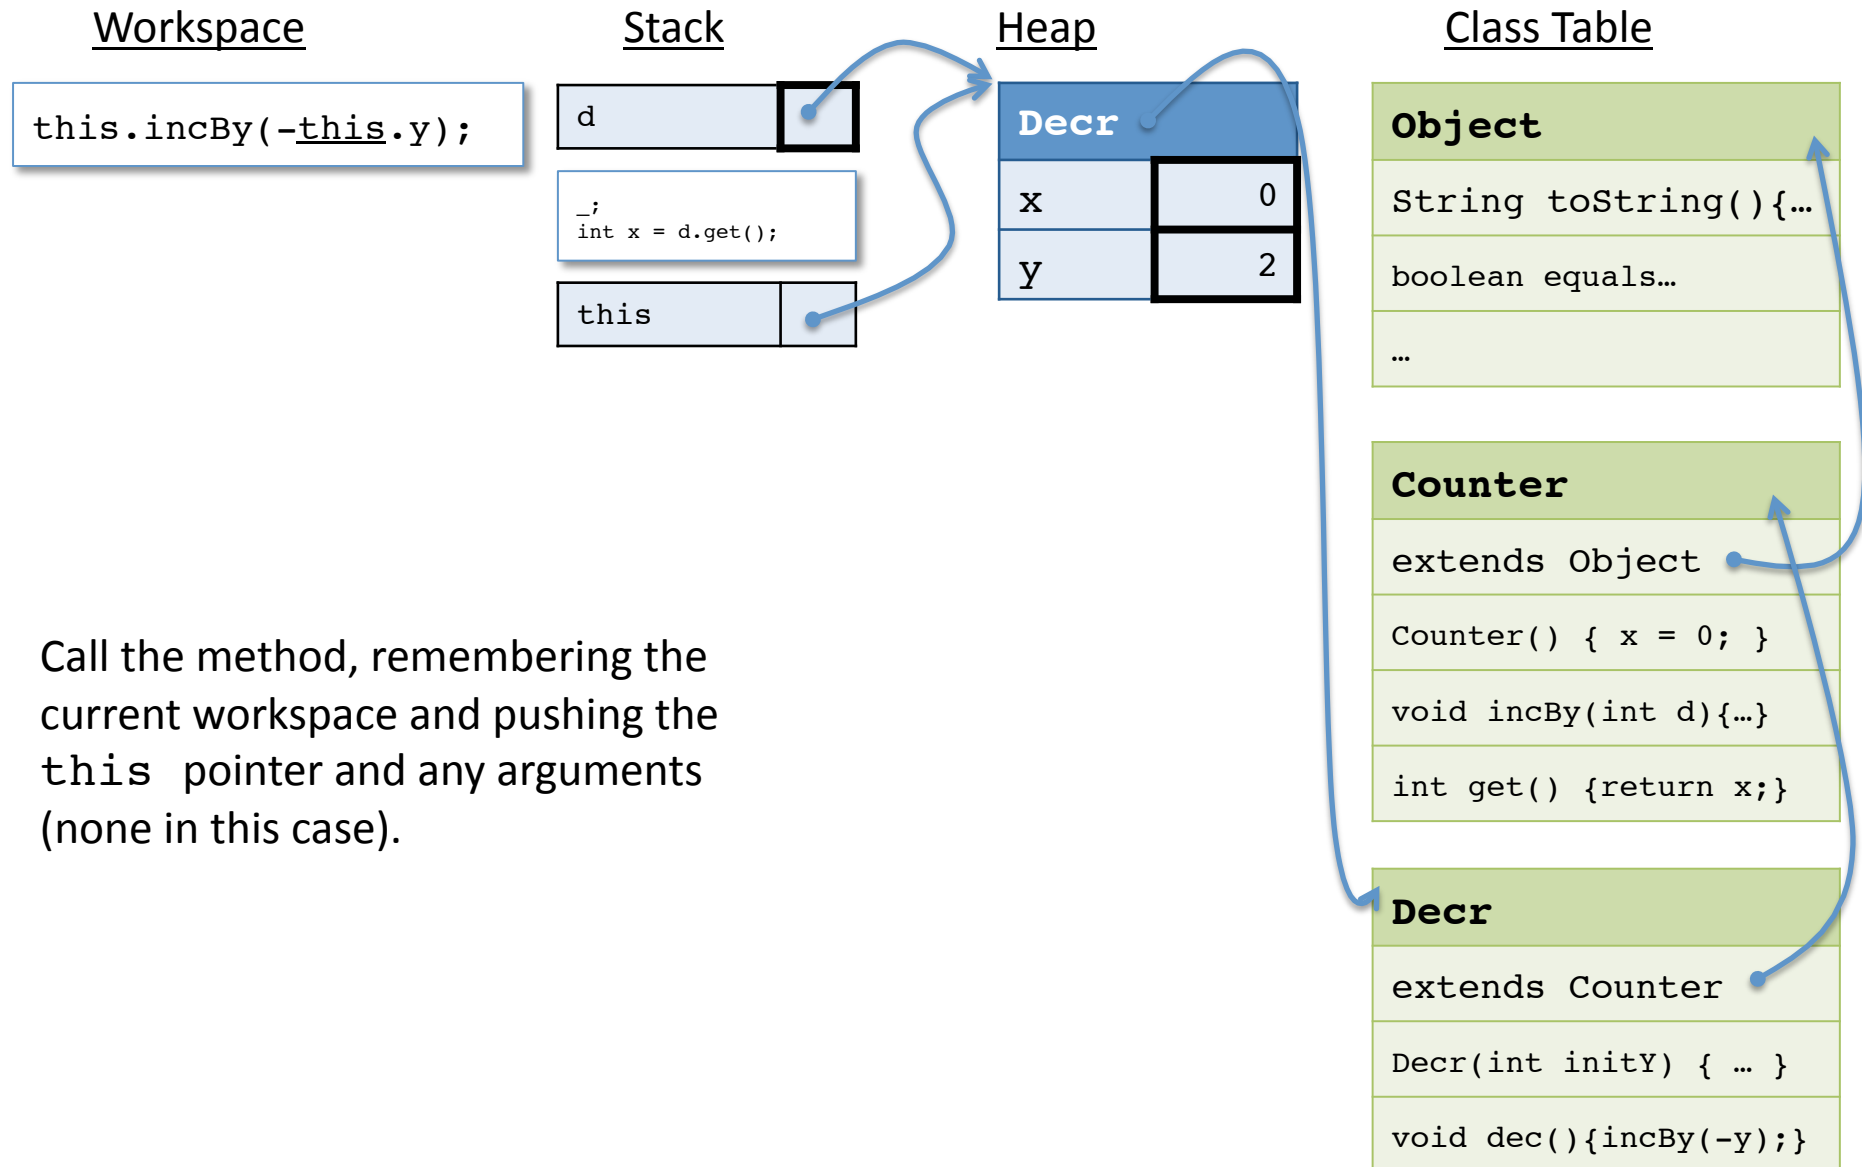 Workspace
Stack
Heap
Class Table
this.incBy(-this.y);
d
_;
int x = d.get();
this
Decr
x 0
y 2
Object
String toString(){…
boolean equals…
…
Counter
extends Object
Counter() { x = 0; }
void incBy(int d){…}
int get() {return x;}
Decr
extends Counter
Decr(int initY) { … }
void dec(){incBy(-y);}
Call the method, remembering the
current workspace and pushing the
this pointer and any arguments
(none in this case).